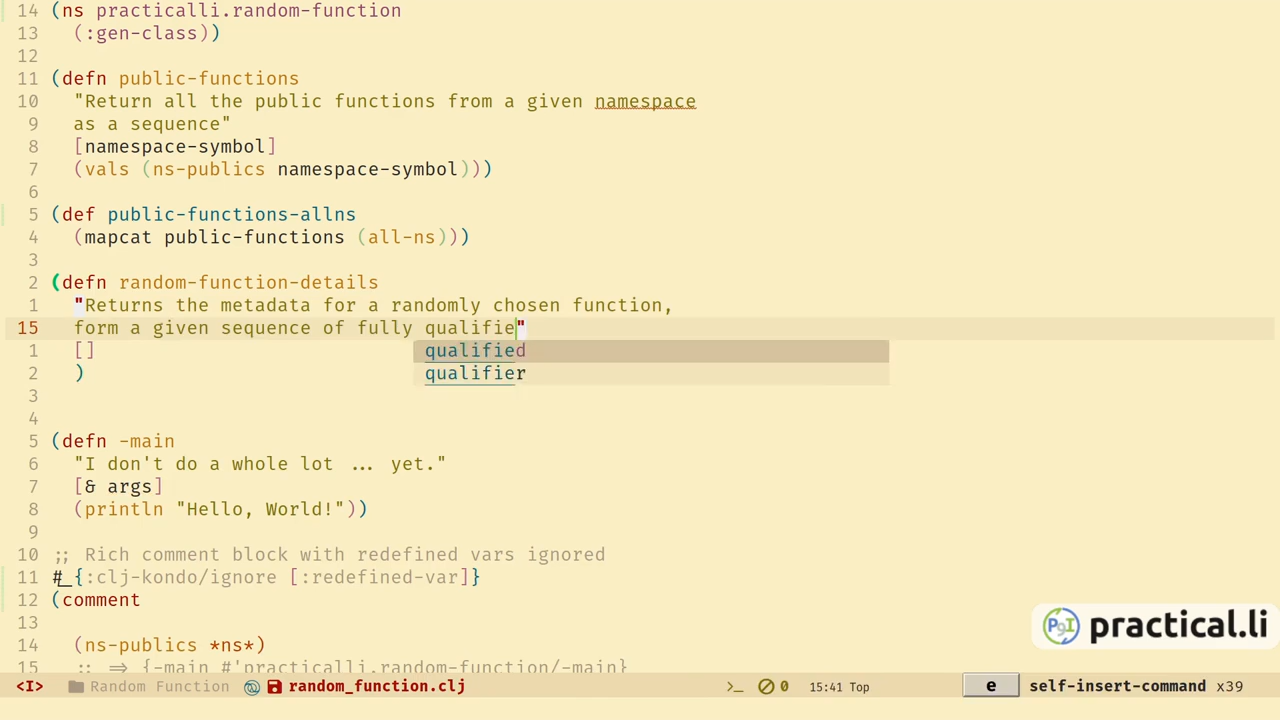 14 (ns practicalli.random-function
13   (:gen-class))
12
11 (defn public-functions
10   "Return all the public functions from a given namespace
9   as a sequence"
8   [namespace-symbol]
7   (vals (ns-publics namespace-symbol)))
6
5 (def public-functions-allns
4   (mapcat public-functions (all-ns)))
3
2 (defn random-function-details
1   "Returns the metadata for a randomly chosen function,
15   form a given sequence of fully qualifie"
1   []
qualified
2   )
qualifier
3
4
5 (defn -main
6   "I don't do a whole lot ... yet."
7   [& args]
8   (println "Hello, World!"))
9
10 ;; Rich comment block with redefined vars ignored
11 #_{:clj-kondo/ignore [:redefined-var]}
12 (comment
13
14   (ns-publics *ns*)
15   ;; => {-main #'practicalli.random-function/-main}
practical.li
<I> Random Function random_function.clj >_ 0 15:41 Top e self-insert-command x39